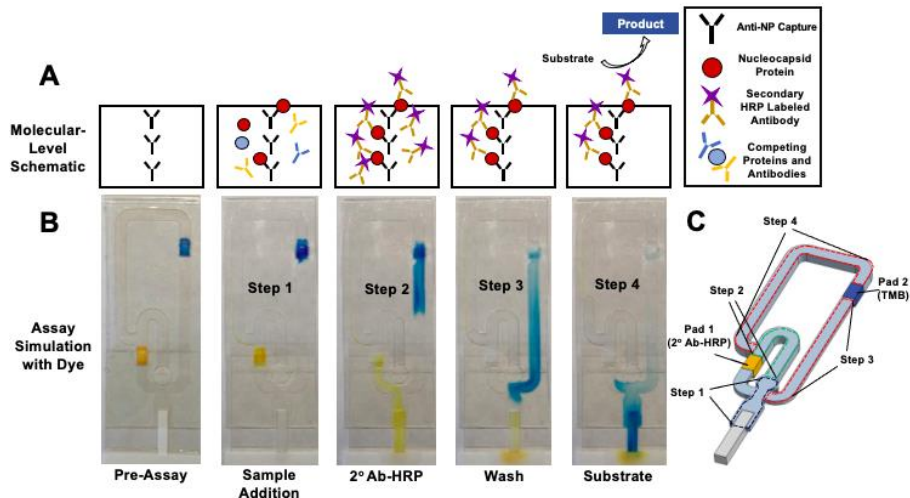 Product
Substrate
A
Molecular-
Level
Schematic
Anti-NP Capture
Nucleocapsid
Protein
Secondary
HRP Labeled
Antibody
Competing
Proteins and
Antibodies
B
Assay
Simulation
with Dye
Step 1
Step 2
Step 3
Step 4
Pre-Assay
Sample
Addition
2º Ab-HRP
Wash
Substrate
C
Step 4
Step 2
Pad 1
(2º Ab-HRP)
Step 1
Pad 2
(TMB)
Step 3